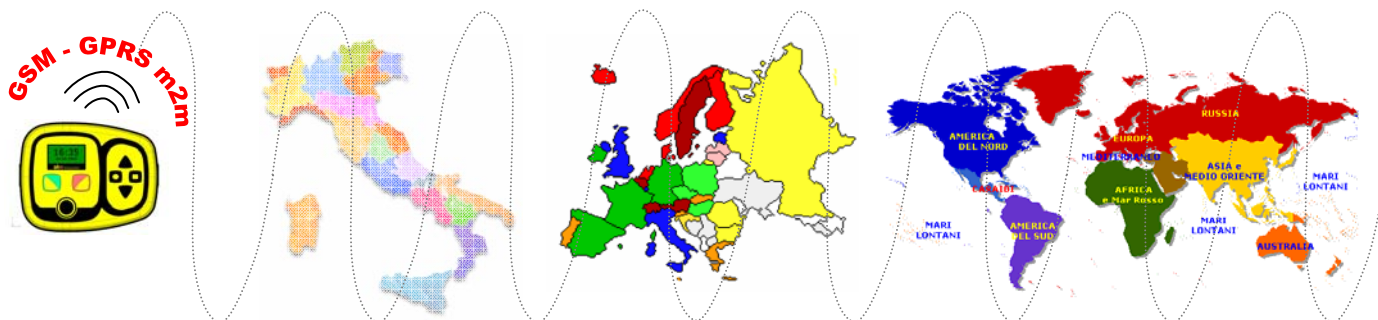 GSM - GPRS m2m
16:35
AMERICA
DEL NORD
CARAIBI
AMERICA
DEL SUD
MARI
LONTANI
EUROPA
MEDITERRANEO
RUSSIA
AFRICA
e Mar Rosso
ASIA e
MEDIO ORIENTE
MARI
LONTANI
MARI
LONTANI
AUSTRALIA